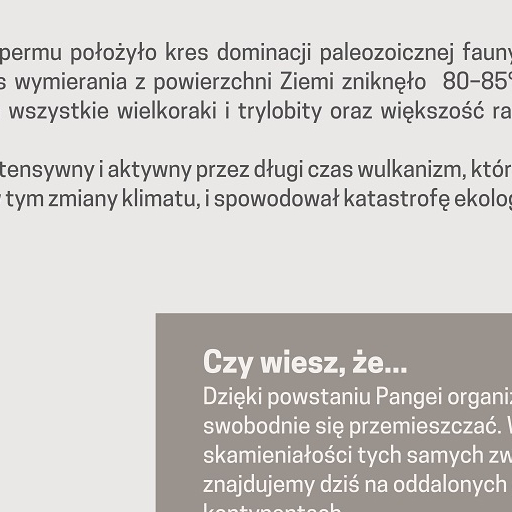 permu położyło kres dominacji paleozoicznej fauny
s wymierania z powierzchni Ziemi zniknęło 80–85%
wszystkie wielkoraki i trylobity oraz większość ra
tensywny i aktywny przez długi czas wulkanizm, któr
tym zmiany klimatu, i spowodował katastrofę ekolog
Czy wiesz, że...
Dzięki powstaniu Pangei organiz
swobodnie się przemieszczać. W
skamieniałości tych samych zw
znajdujemy dziś na oddalonych
kontynentach